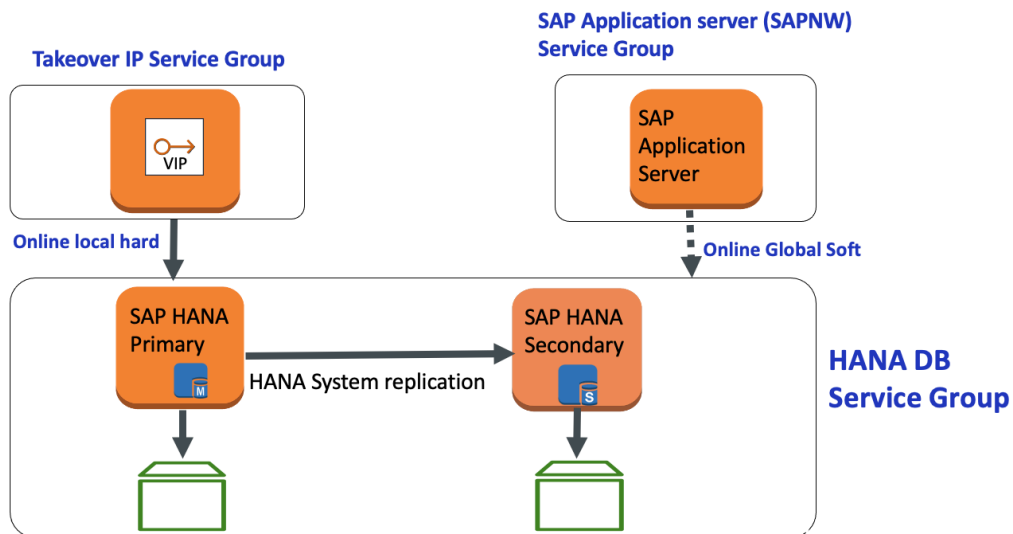 SAP Application server (SAPNW)
Service Group
Takeover IP Service Group
VIP
SAP
Application
Server
Online local hard
Online Global Soft
SAP HANA
Primary
M
HANA System replication
SAP HANA
Secondary
S
HANA DB
Service Group